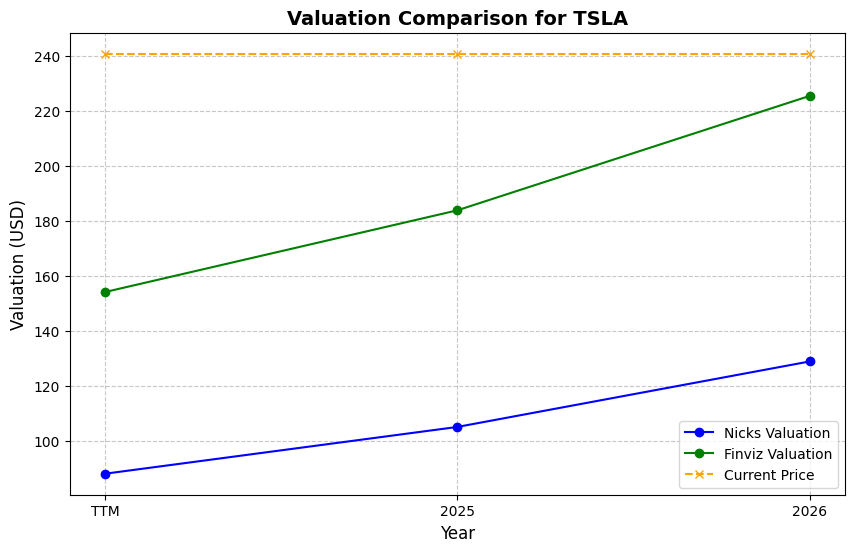 Valuation Comparison for TSLA
Valuation (USD)
240
220
200
180
160
140
120
100
TTM
2025
2026
Year
Nicks Valuation
Finviz Valuation
Current Price